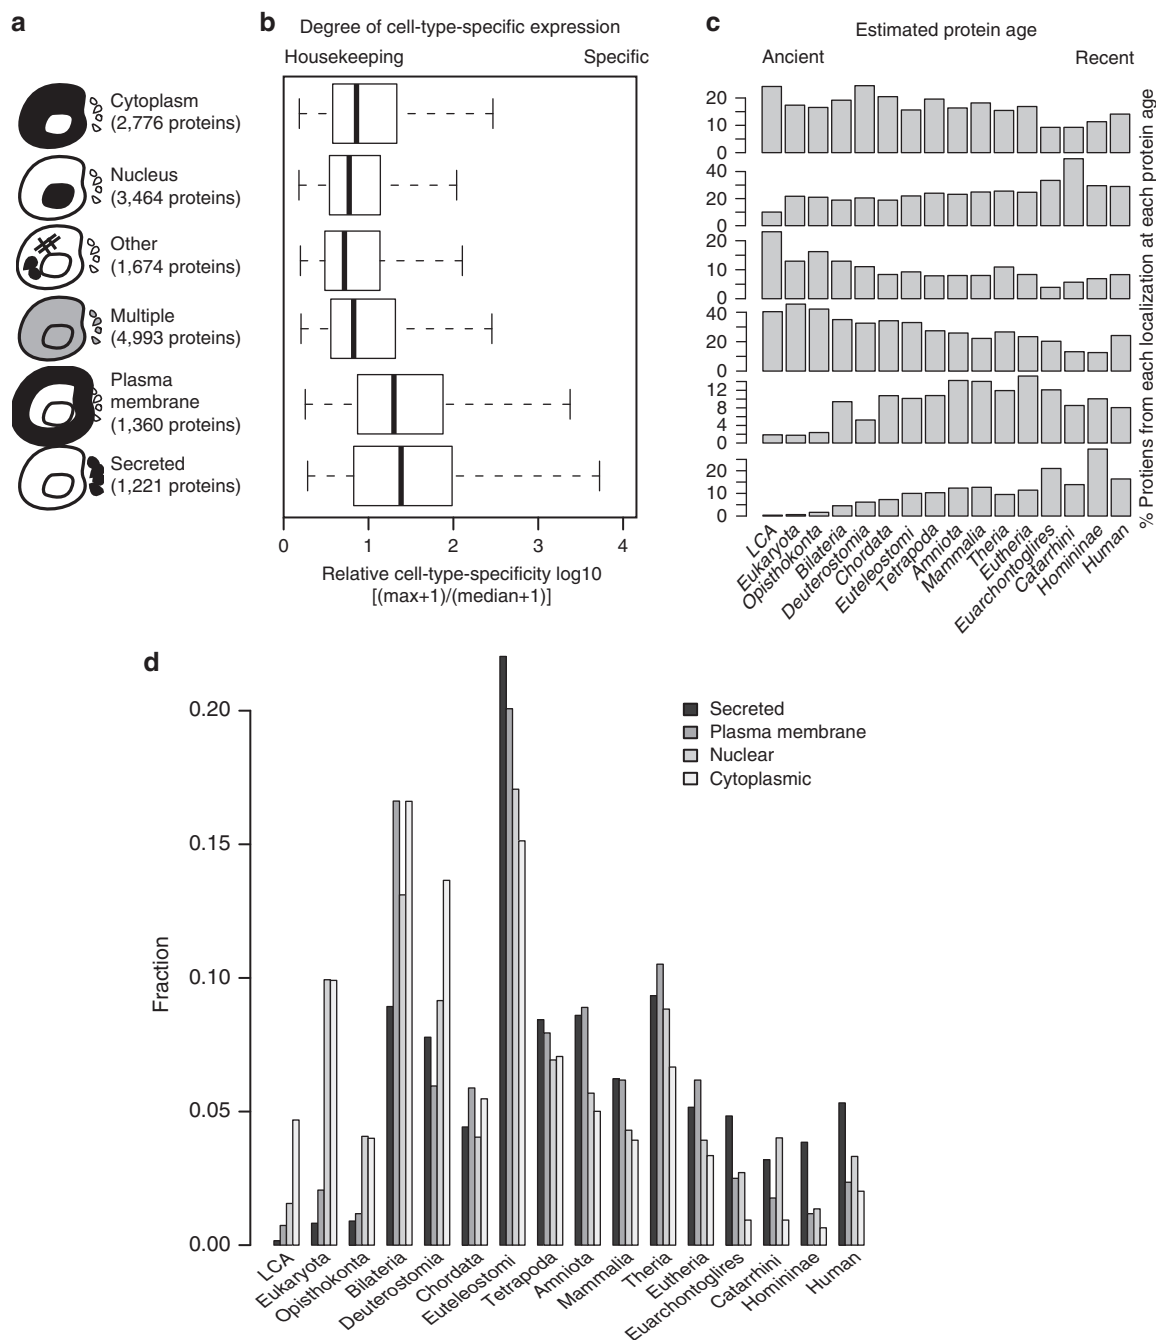 a
Cytoplasm
(2,776 proteins)
Nucleus
(3,464 proteins)
Other
(1,674 proteins)
Multiple
(4,993 proteins)
Plasma
membrane
(1,360 proteins)
Secreted
(1,221 proteins)
b
Degree of cell-type-specific expression
Housekeeping Specific
0 1 2 3 4
Relative cell-type-specificity log10
[(max+1)/(median+1)]
c
Estimated protein age
Ancient Recent
20
10
0
40
20
0
20
10
0
40
20
0
12
8
4
0
20
10
0
% Protiens from each localization at each protein age
LCA
Eukaryota
Opisthokonta
Bilateria
Deuterostomia
Chordata
Euteleostomi
Tetrapoda
Amniota
Mammalia
Theria
Eutheria
Euarchontoglires
Catarrhini
Homininae
Human
d
Secreted
Plasma membrane
Nuclear
Cytoplasmic
Fraction
0.20
0.15
0.10
0.05
0.00
LCA
Eukaryota
Opisthokonta
Bilateria
Deuterostomia
Chordata
Euteleostomi
Tetrapoda
Amniota
Mammalia
Theria
Eutheria
Euarchontoglires
Catarrhini
Homininae
Human